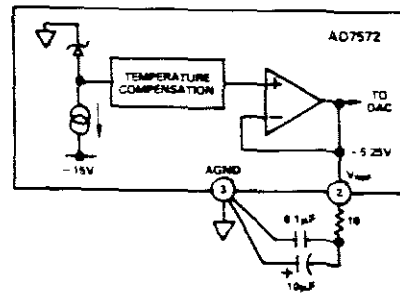 AD7572
TEMPERATURE
COMPENSATION
+
−
TO
DAC
-15V
-5.25V
AGND
3
2
VREF
0.1µF
10
+
10µF